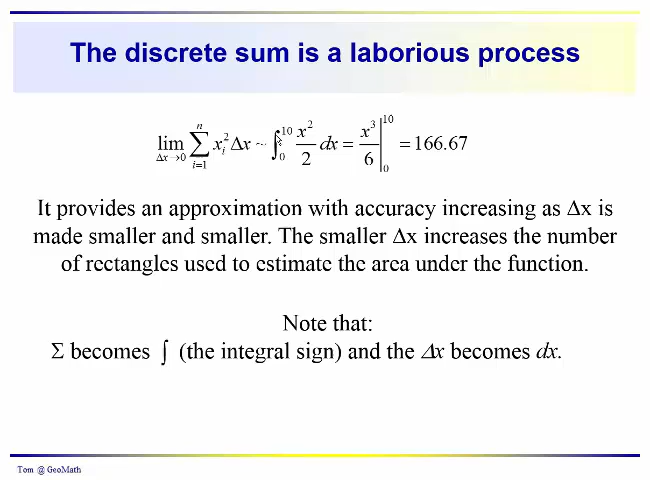 The discrete sum is a laborious process
lim Δx→0 n ∑ i=1 x_i^2 Δx ~ ∫_0^10 x^2/2 dx = x^3/6 |_0^10 = 166.67
It provides an approximation with accuracy increasing as Δx is
made smaller and smaller. The smaller Δx increases the number
of rectangles used to estimate the area under the function.
Note that:
Σ becomes ∫ (the integral sign) and the Δx becomes dx.
Tom @ GeoMath